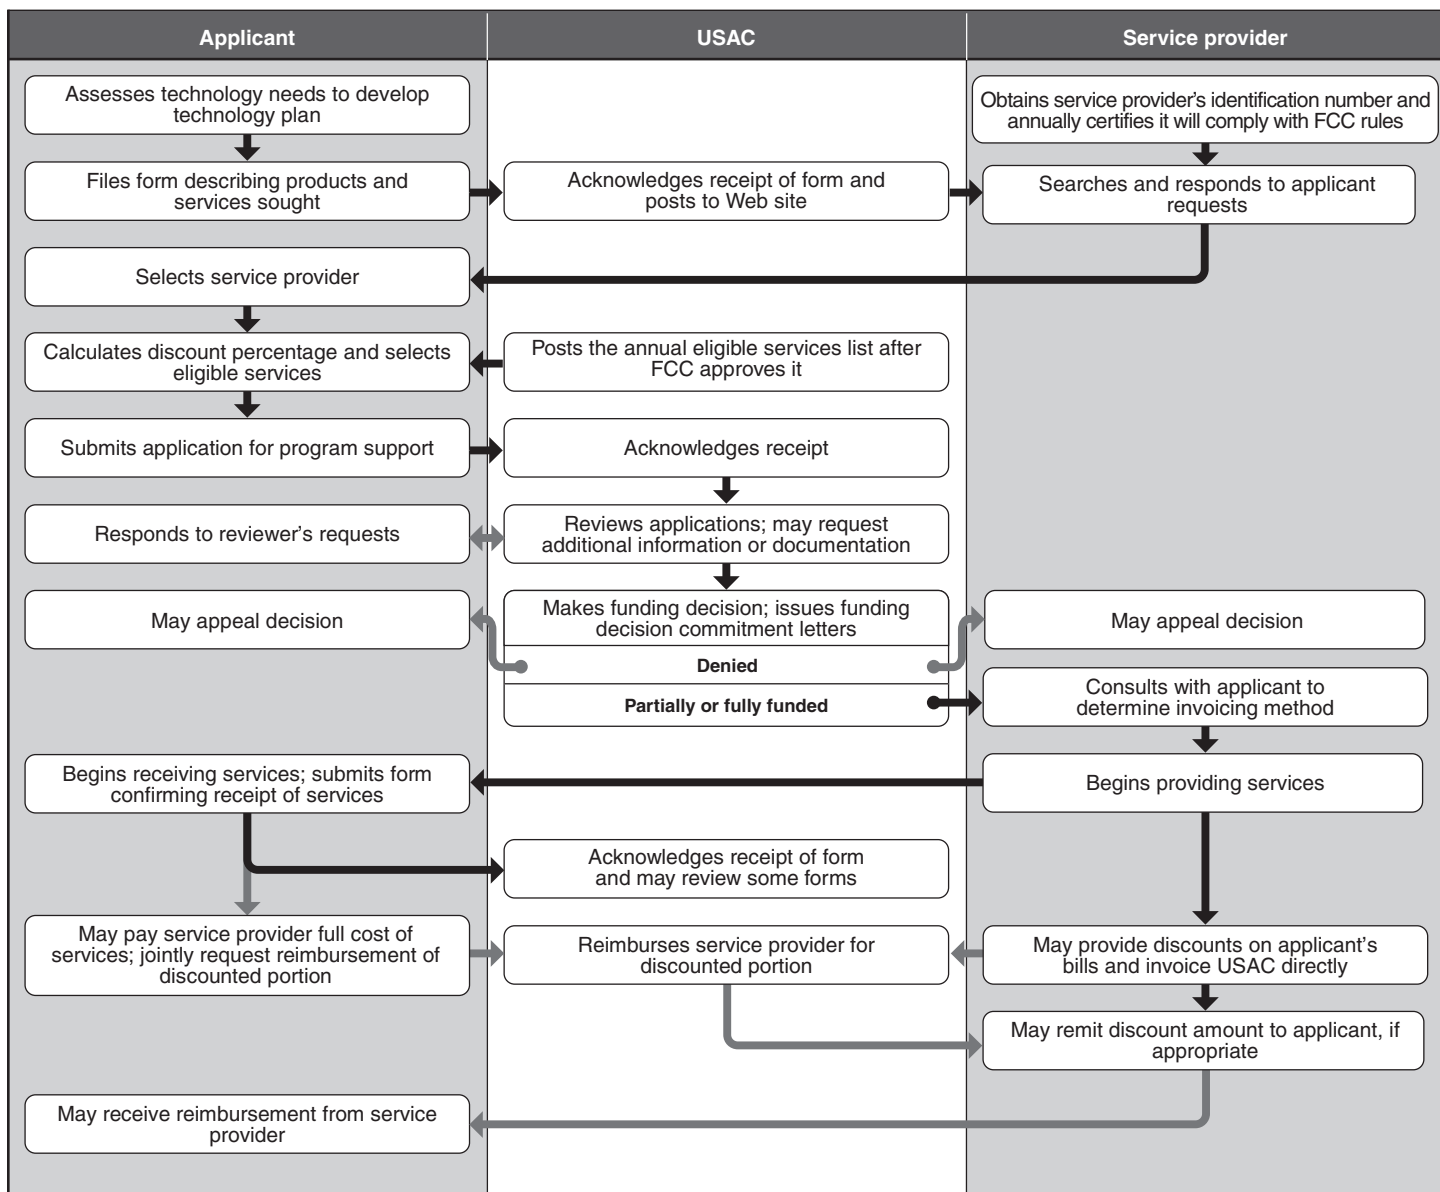 Applicant
USAC
Service provider
Assesses technology needs to develop
technology plan
Obtains service provider's identification number and
annually certifies it will comply with FCC rules
Files form describing products and
services sought
Acknowledges receipt of form and
posts to Web site
Searches and responds to applicant
requests
Selects service provider
Calculates discount percentage and selects
eligible services
Posts the annual eligible services list after
FCC approves it
Submits application for program support
Acknowledges receipt
Responds to reviewer's requests
Reviews applications; may request
additional information or documentation
May appeal decision
Makes funding decision; issues funding
decision commitment letters
Denied
Partially or fully funded
May appeal decision
Consults with applicant to
determine invoicing method
Begins receiving services; submits form
confirming receipt of services
Begins providing services
Acknowledges receipt of form
and may review some forms
May pay service provider full cost of
services; jointly request reimbursement of
discounted portion
Reimburses service provider for
discounted portion
May provide discounts on applicant's
bills and invoice USAC directly
May remit discount amount to applicant, if
appropriate
May receive reimbursement from service
provider